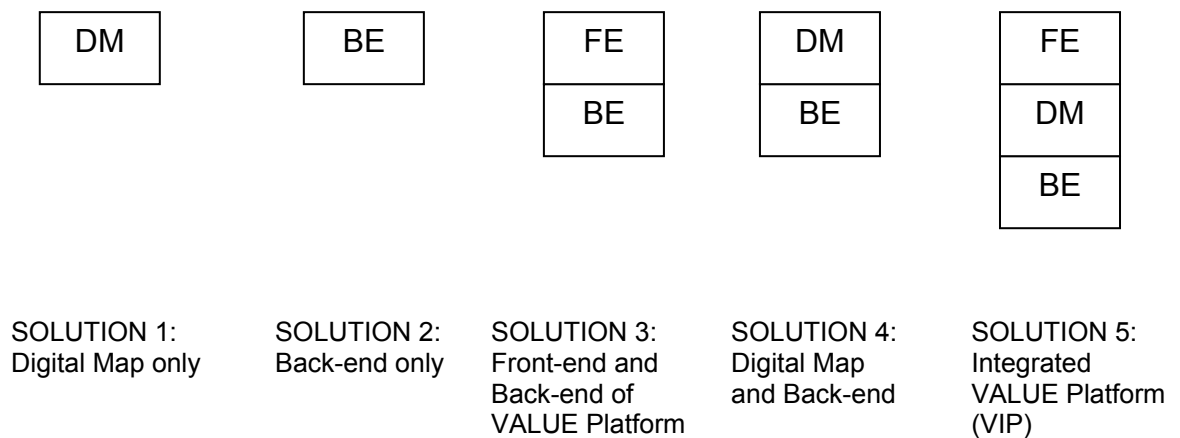 DM
BE
FE
BE
DM
BE
FE
DM
BE
SOLUTION 1:
Digital Map only
SOLUTION 2:
Back-end only
SOLUTION 3:
Front-end and
Back-end of
VALUE Platform
SOLUTION 4:
Digital Map
and Back-end
SOLUTION 5:
Integrated
VALUE Platform
(VIP)